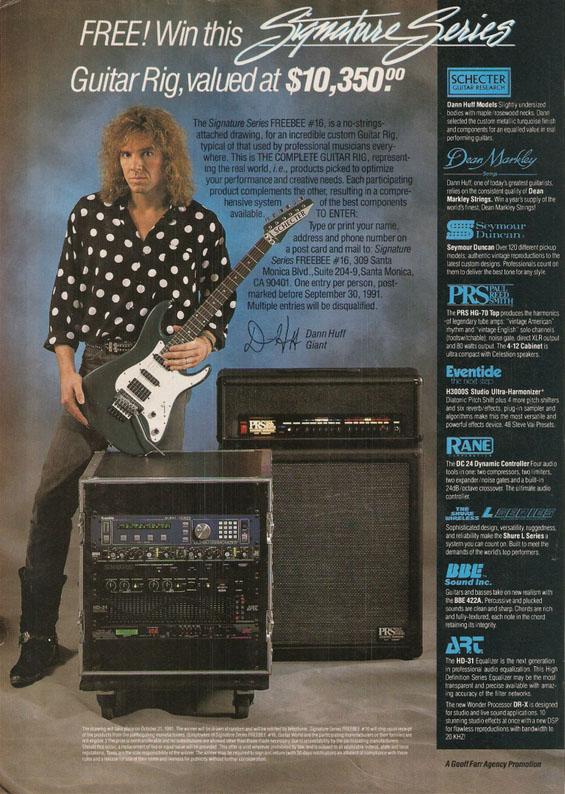 FREE! Win this Signature Series
Guitar Rig, valued at $10,350.00
The Signature Series FREEBEE #16, is a no-strings-
attached drawing, for an incredible custom Guitar Rig,
typical of that used by professional musicians every-
where. This is THE COMPLETE GUITAR RIG, represent-
ing the real world, i.e., products picked to optimize
your performance and creative needs. Each participating
product complements the other, resulting in a compre-
hensive system of the best components
available. TO ENTER:
Type or print your name,
address and phone number on
a post card and mail to: Signature
Series FREEBEE #16, 309 Santa
Monica Blvd., Suite 204-9, Santa Monica,
CA 90401. One entry per person, post-
marked before September 30, 1991.
Multiple entries will be disqualified.
Dann Huff
Giant
SCHECTER
PRS
PRS
SCHECTER
GUITAR RESEARCH
Dann Huff Models Slightly undersized
bodies with maple/rosewood necks. Dann
selected the custom metallic turquoise finish
and components for an equalled value in real
performing guitars.
Dean Markley
Strings
Dann Huff, one of today's greatest guitarists,
relies on the consistent quality of Dean
Markley Strings. Win a year's supply of the
world's finest, Dean Markley Strings!
Seymour
Duncan
Seymour Duncan Over 120 different pickup
models, authentic vintage reproductions to the
latest custom designs. Professionals count on
them to deliver the best tone for any style.
PRS PAUL
REED
SMITH
The PRS HG-70 Top produces the harmonics
of legendary tube amps. "Vintage American"
rhythm and "vintage English" solo channels
(footswitchable), noise gate, direct XLR output
and 80 watts output. The 4-12 Cabinet is
ultra compact with Celestion speakers.
Eventide
the next step
H3000S Studio Ultra-Harmonizer®
Diatonic Pitch Shift plus 4 more pitch shifters
and six reverb/effects, plug-in sampler and
algorithms make this the most versatile and
powerful effects device. 48 Steve Vai Presets.
RANE
CORPORATION
The DC 24 Dynamic Controller Four audio
tools in one: two compressors, two limiters,
two expander/noise gates and a built-in
24dB/octave crossover. The ultimate audio
controller.
THE
SHURE
WIRELESS L SERIES
Sophisticated design, versatility, ruggedness,
and reliability make the Shure L Series a
system you can count on. Built to meet the
demands of the world's top performers.
BBE
Sound Inc.
Guitars and basses take on new realism with
the BBE 422A. Percussive and plucked
sounds are clean and sharp. Chords are rich
and fully-textured, each note in the chord
retaining its integrity.
ART
The HD-31 Equalizer is the next generation
in professional audio equalization. This High
Definition Series Equalizer may be the most
transparent and precise available with amaz-
ing accuracy of the filter networks.
The new Wonder Processor DR-X is designed
for studio and live sound applications. 10
stunning studio effects at once with a new DSP
for flawless reproductions with bandwidth to
20 KHZ!
A Geoff Farr Agency Promotion